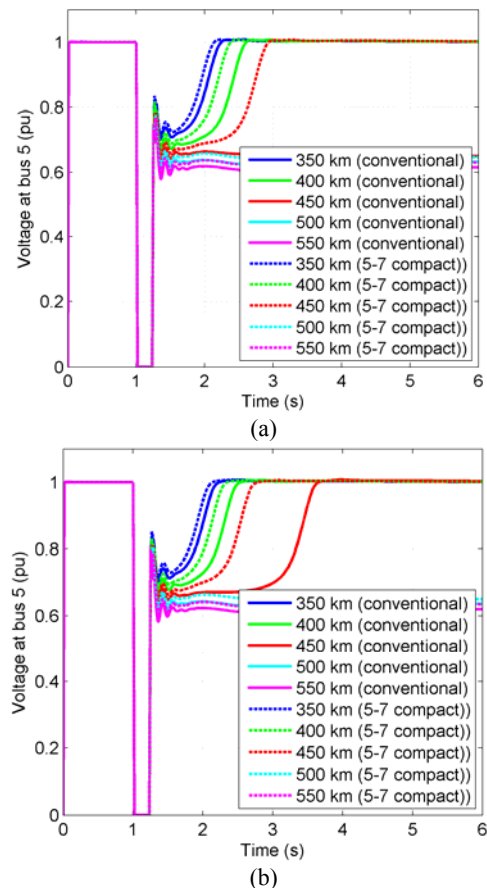 1
0.8
0.6
0.4
0.2
0
Voltage at bus 5 (pu)
350 km (conventional)
400 km (conventional)
450 km (conventional)
500 km (conventional)
550 km (conventional)
350 km (5-7 compact))
400 km (5-7 compact))
450 km (5-7 compact))
500 km (5-7 compact))
550 km (5-7 compact))
0 1 2 3 4 5 6
Time (s)
(a)
1
0.8
0.6
0.4
0.2
0
Voltage at bus 5 (pu)
350 km (conventional)
400 km (conventional)
450 km (conventional)
500 km (conventional)
550 km (conventional)
350 km (5-7 compact))
400 km (5-7 compact))
450 km (5-7 compact))
500 km (5-7 compact))
550 km (5-7 compact))
0 1 2 3 4 5 6
Time (s)
(b)